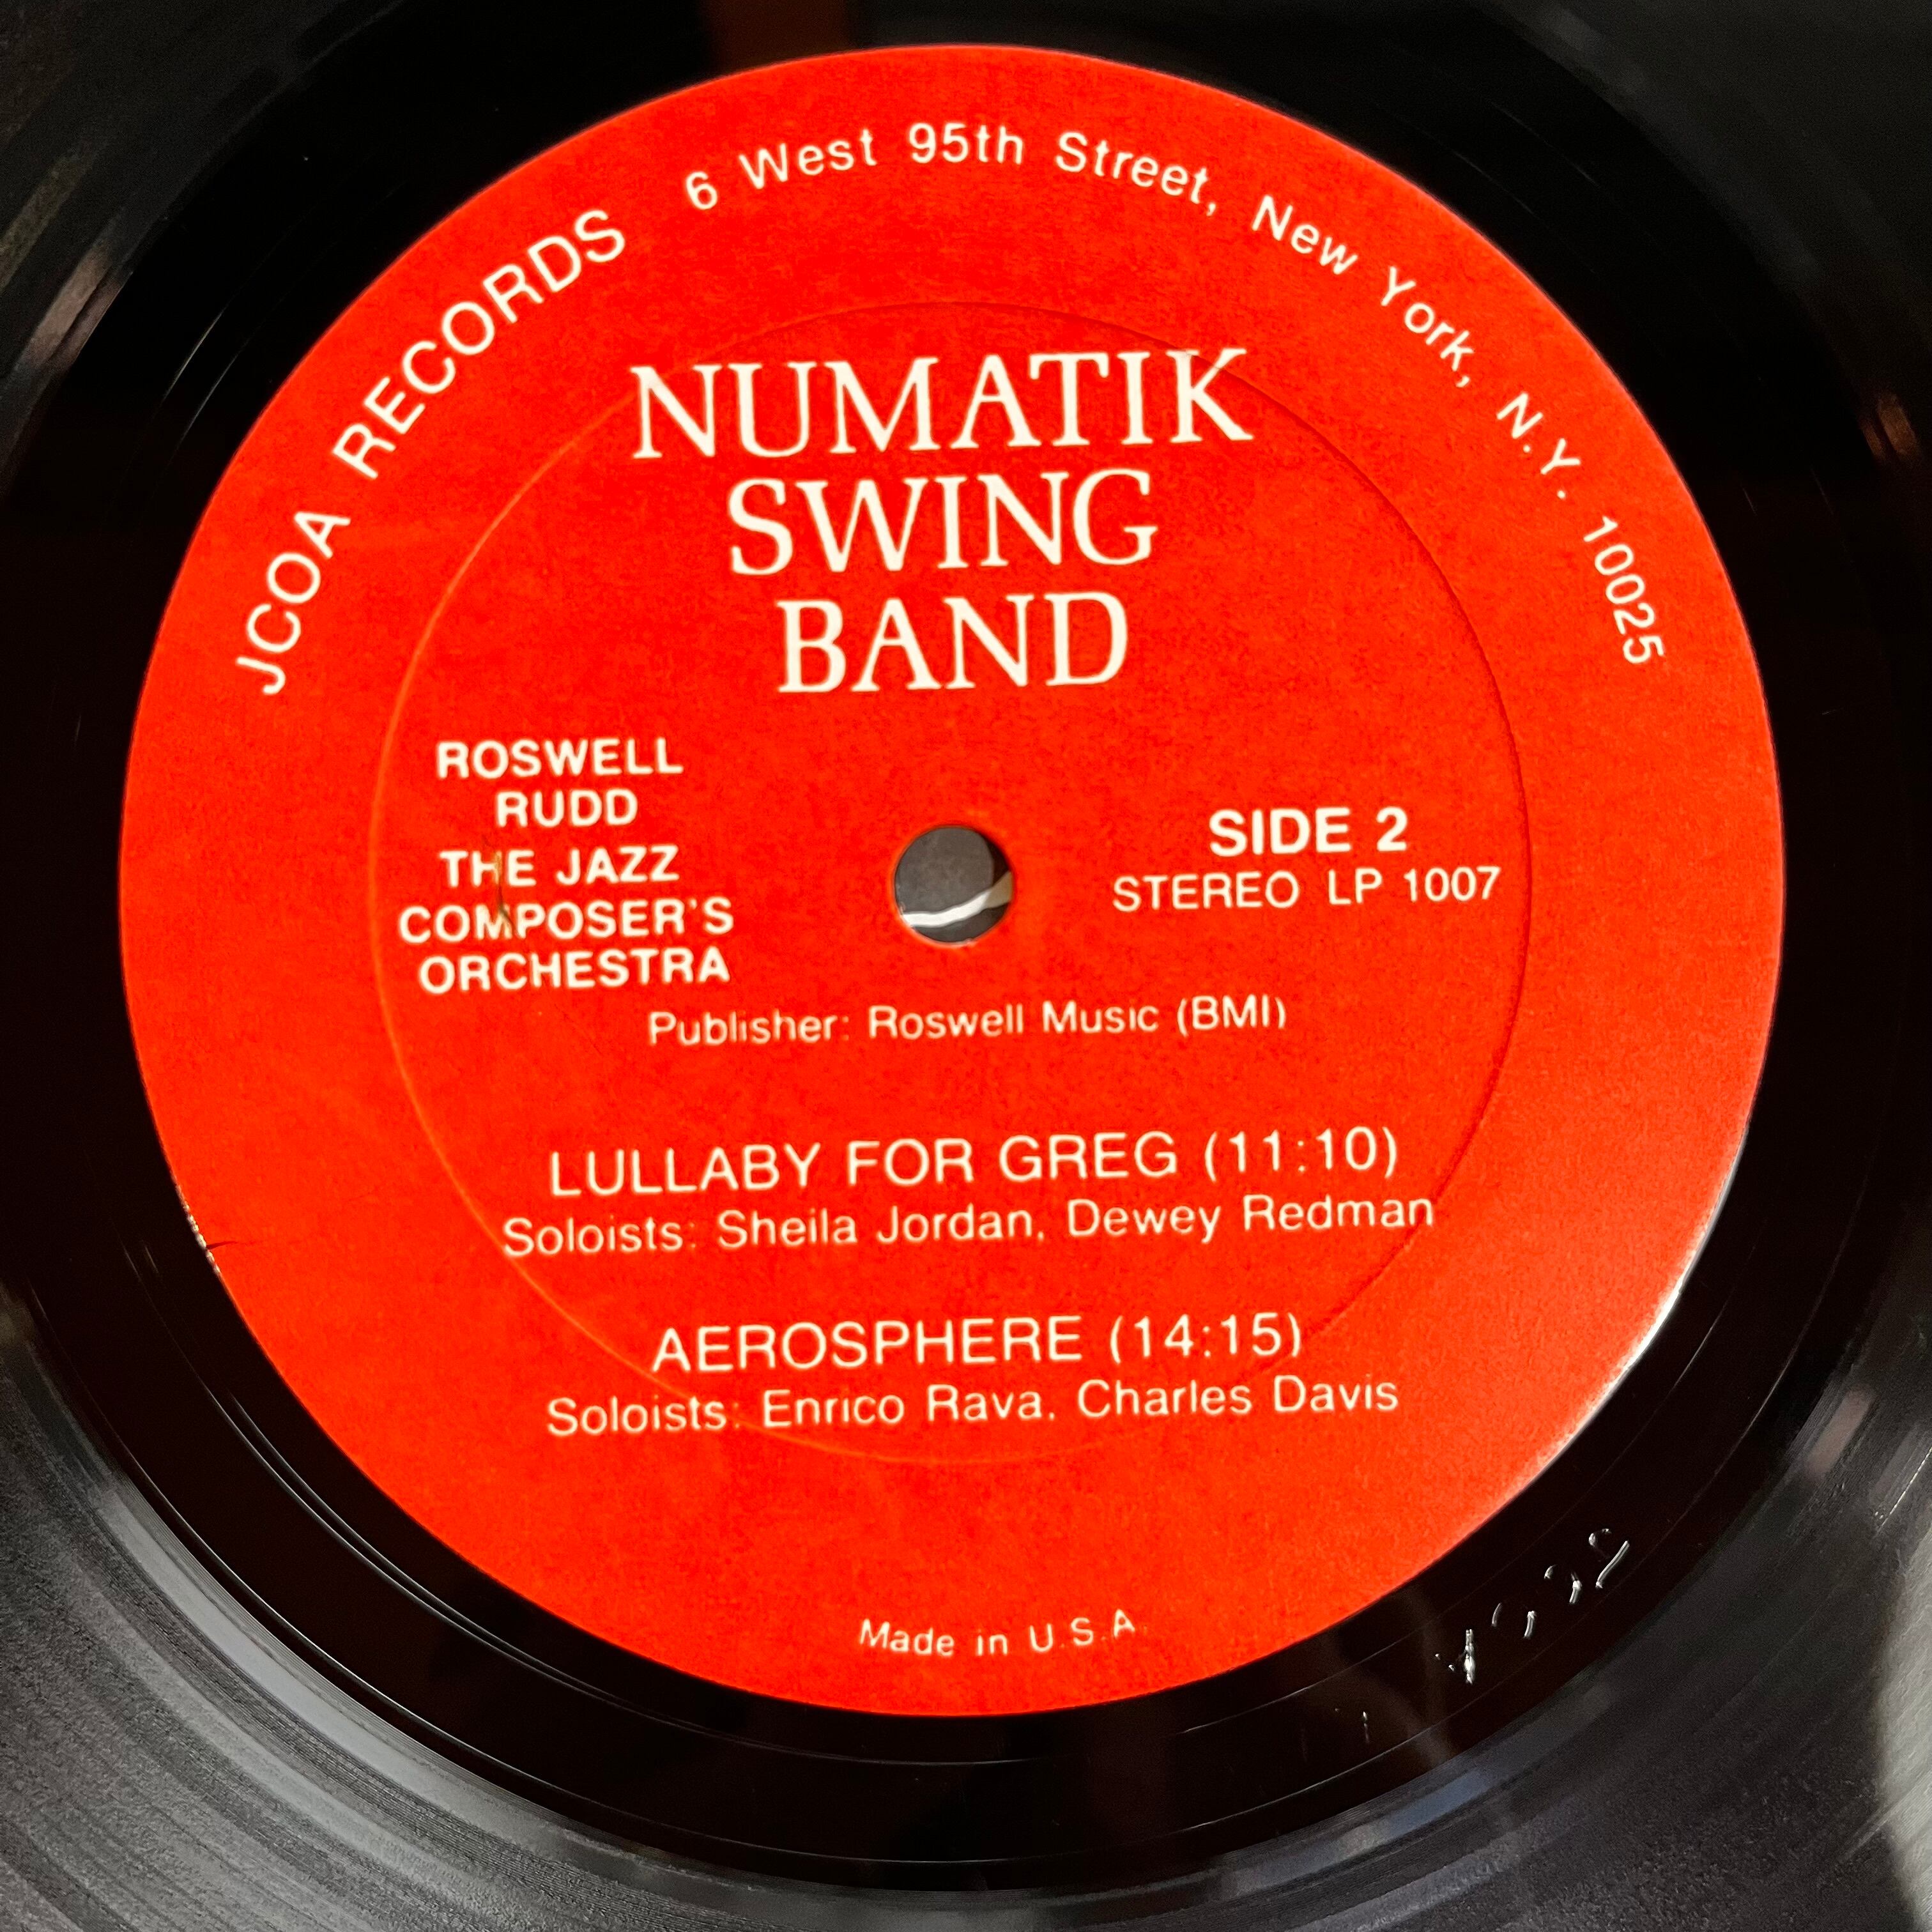 JCOA RECORDS 6 West 95th Street, New York, N.Y. 10025
NUMATIK
SWING
BAND
ROSWELL
RUDD
THE JAZZ
COMPOSER'S
ORCHESTRA
SIDE 2
STEREO LP 1007
Publisher: Roswell Music (BMI)
LULLABY FOR GREG (11:10)
Soloists: Sheila Jordan, Dewey Redman
AEROSPHERE (14:15)
Soloists: Enrico Rava, Charles Davis
Made in U.S.A.